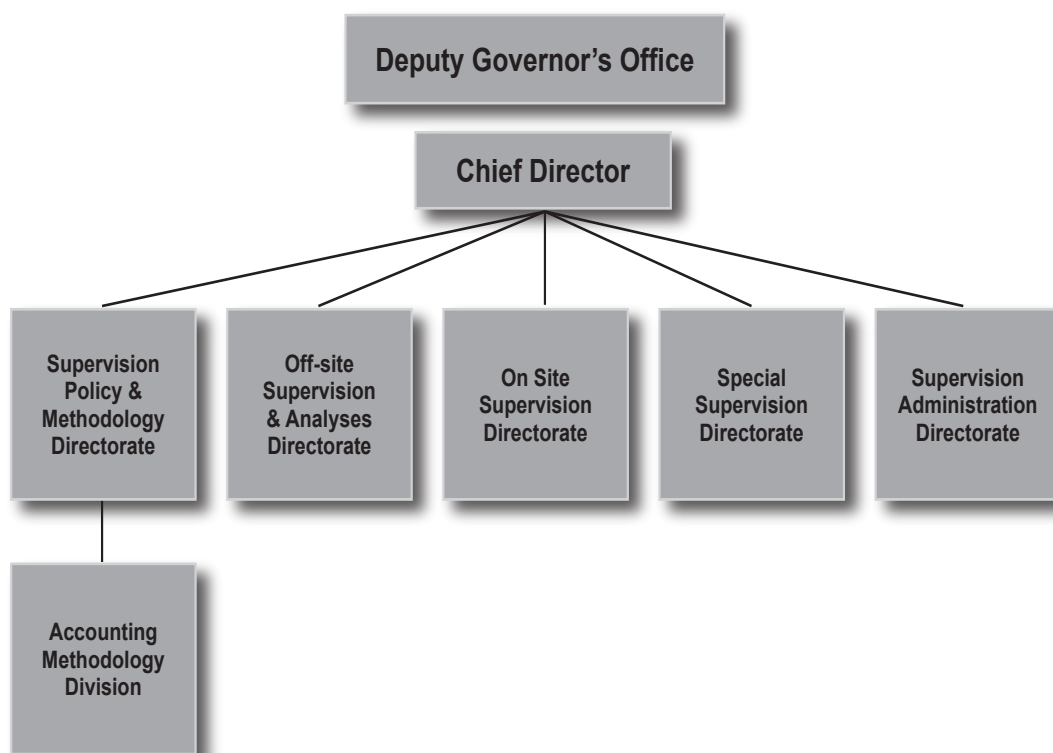 Deputy Governor’s Office
Chief Director
Supervision
Policy &
Methodology
Directorate
Off-site
Supervision
& Analyses
Directorate
On Site
Supervision
Directorate
Special
Supervision
Directorate
Supervision
Administration
Directorate
Accounting
Methodology
Division